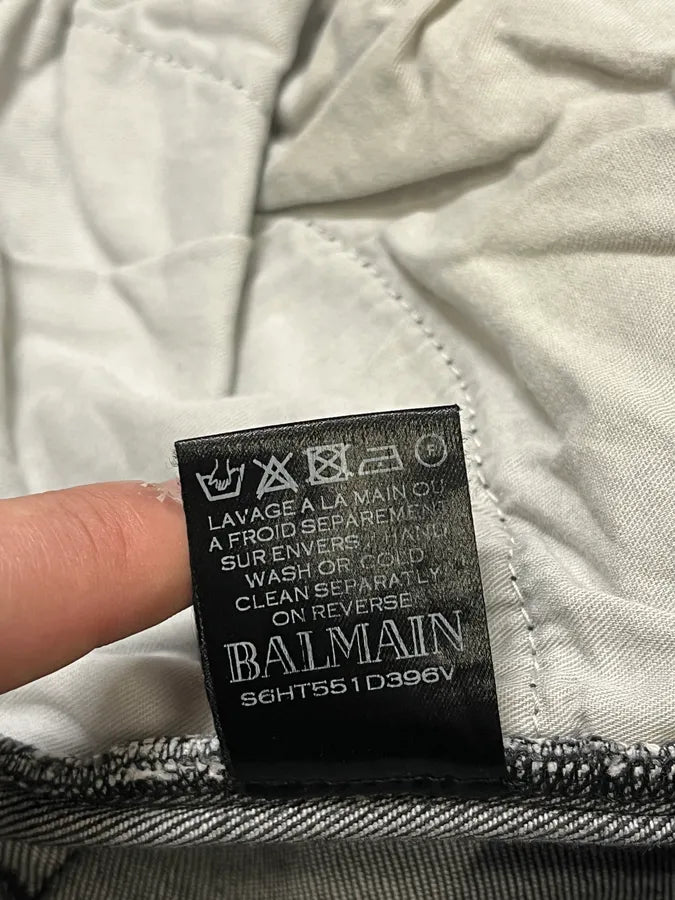 P
LAVAGE A LA MAIN OU
A FROID SEPAREMENT
SUR ENVERS / HAND
WASH OR COLD
CLEAN SEPARATLY
ON REVERSE
BALMAIN
S6HT551D396V